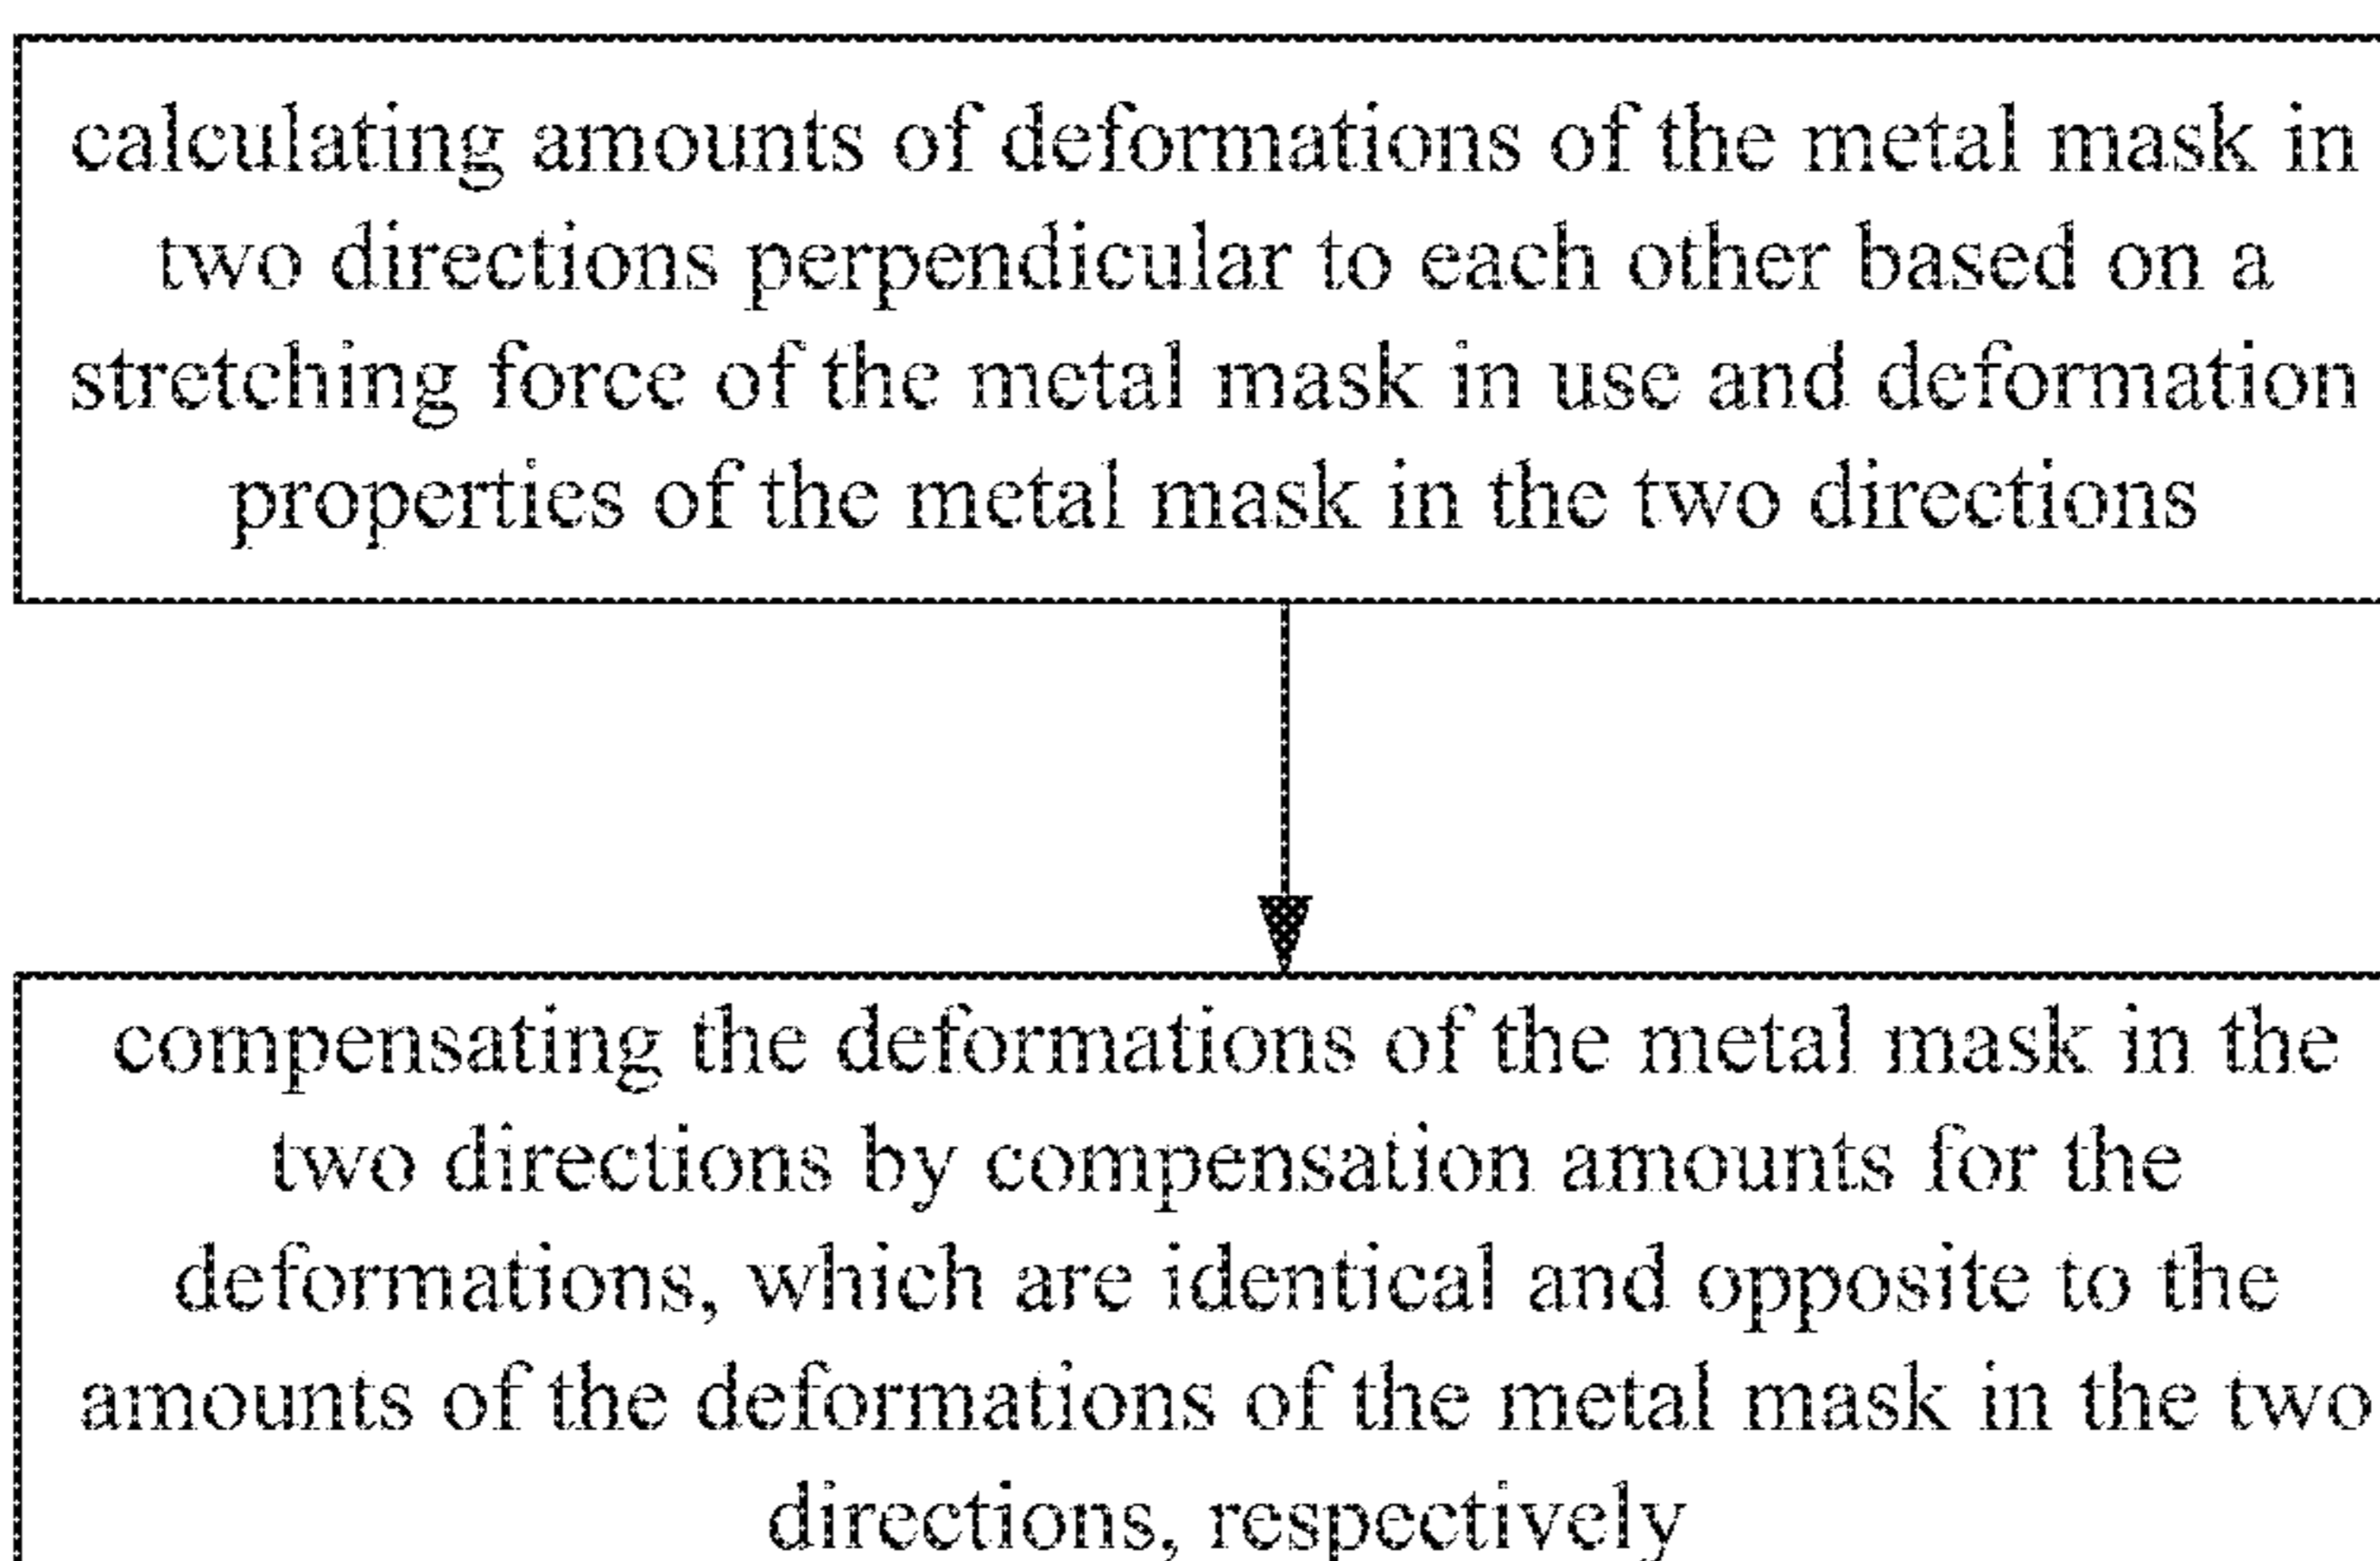 calculating amounts of deformations of the metal mask in
two directions perpendicular to each other based on a
stretching force of the metal mask in use and deformation
properties of the metal mask in the two directions
compensating the deformations of the metal mask in the
two directions by compensation amounts for the
deformations, which are identical and opposite to the
amounts of the deformations of the metal mask in the two
directions, respectively